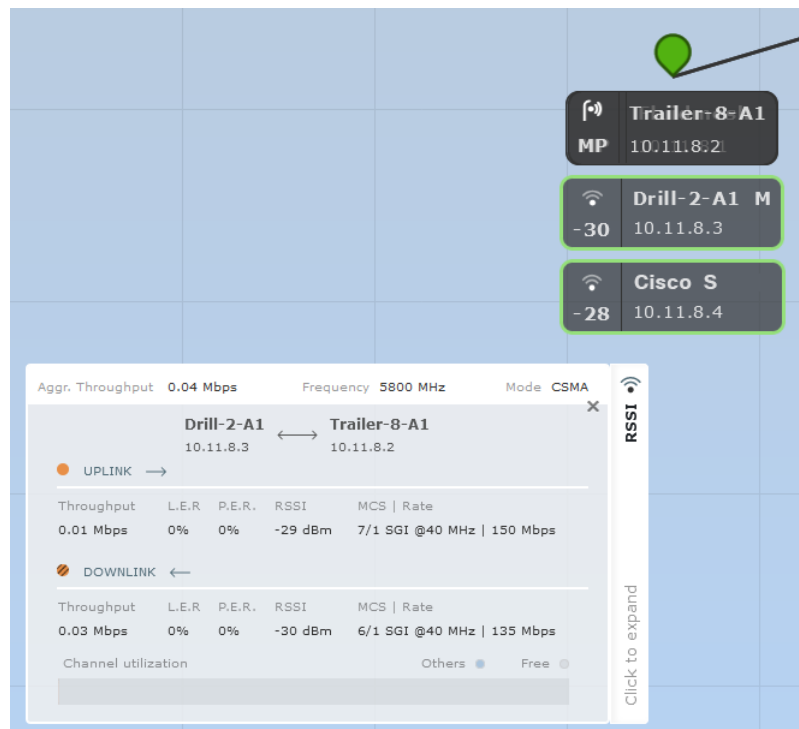 Trailer-8-A1
MP 10.11.8.2
Drill-2-A1 M
-30 10.11.8.3
Cisco S
-28 10.11.8.4
Aggr. Throughput 0.04 Mbps Frequency 5800 MHz Mode CSMA
×
RSSI
Drill-2-A1 ⟷ Trailer-8-A1
10.11.8.3 10.11.8.2
UPLINK →
Throughput L.E.R P.E.R. RSSI MCS | Rate
0.01 Mbps 0% 0% -29 dBm 7/1 SGI @40 MHz | 150 Mbps
DOWNLINK ←
Throughput L.E.R P.E.R. RSSI MCS | Rate
0.03 Mbps 0% 0% -30 dBm 6/1 SGI @40 MHz | 135 Mbps
Channel utilization Others Free
Click to expand